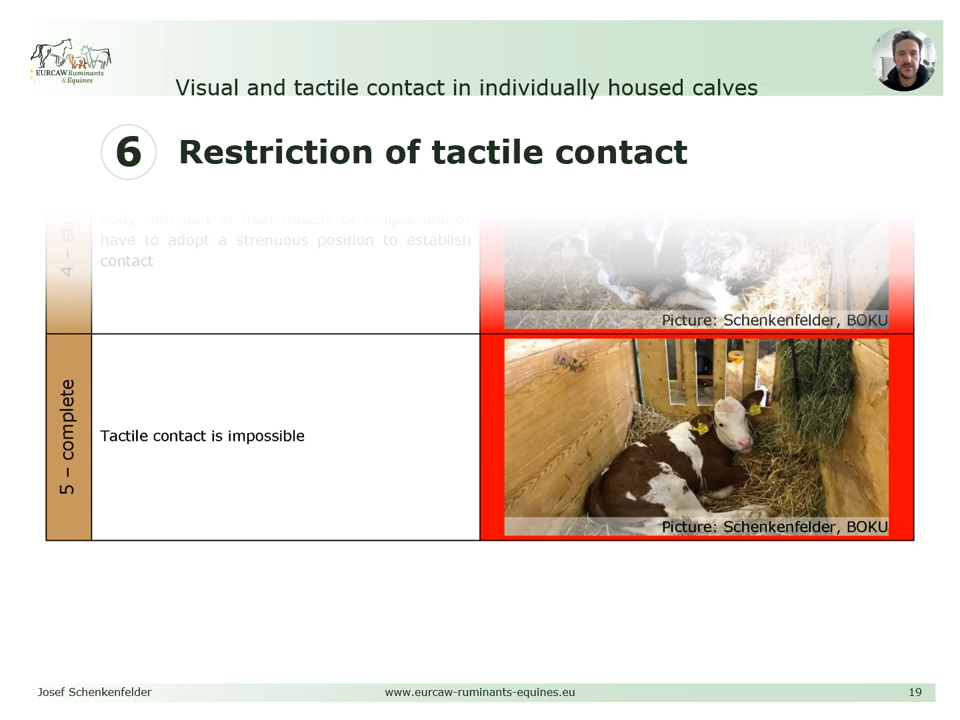 EURCAW Ruminants
& Equines
Visual and tactile contact in individually housed calves
6 Restriction of tactile contact
body with part of their muzzle or tongue and/or
have to adopt a strenuous position to establish
contact
4 –
Picture: Schenkenfelder, BOKU
5 – complete
Tactile contact is impossible
Picture: Schenkenfelder, BOKU
Josef Schenkenfelder
www.eurcaw-ruminants-equines.eu
19